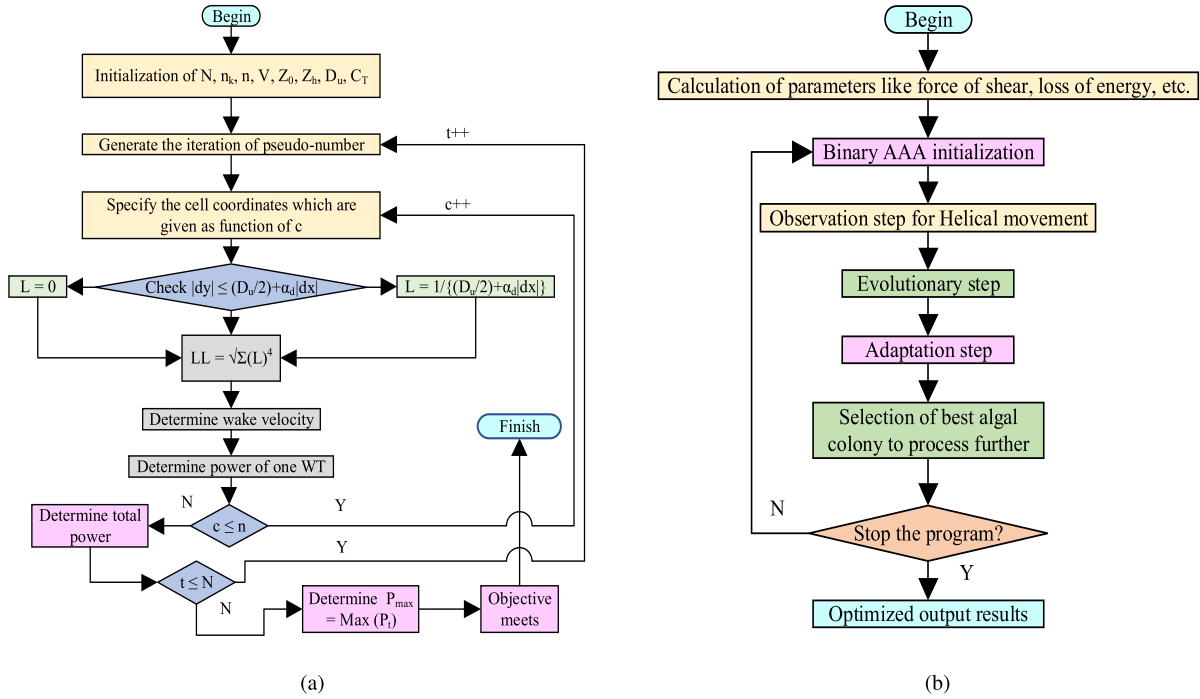 Begin
Initialization of N, nk, n, V, Z0, Zh, Du, CT
Generate the iteration of pseudo-number
t++
Specify the cell coordinates which are
given as function of c
c++
L = 0
Check |dy| ≤ (Du/2)+αd|dx|
L = 1/{(Du/2)+αd|dx|}
LL = √Σ(L)^4
Determine wake velocity
Determine power of one WT
N
Y
c ≤ n
Determine total
power
Y
t ≤ N
N
Determine Pmax
= Max (Pt)
Objective
meets
Finish
(a)
Begin
Calculation of parameters like force of shear, loss of energy, etc.
Binary AAA initialization
Observation step for Helical movement
Evolutionary step
Adaptation step
Selection of best algal
colony to process further
N
Stop the program?
Y
Optimized output results
(b)